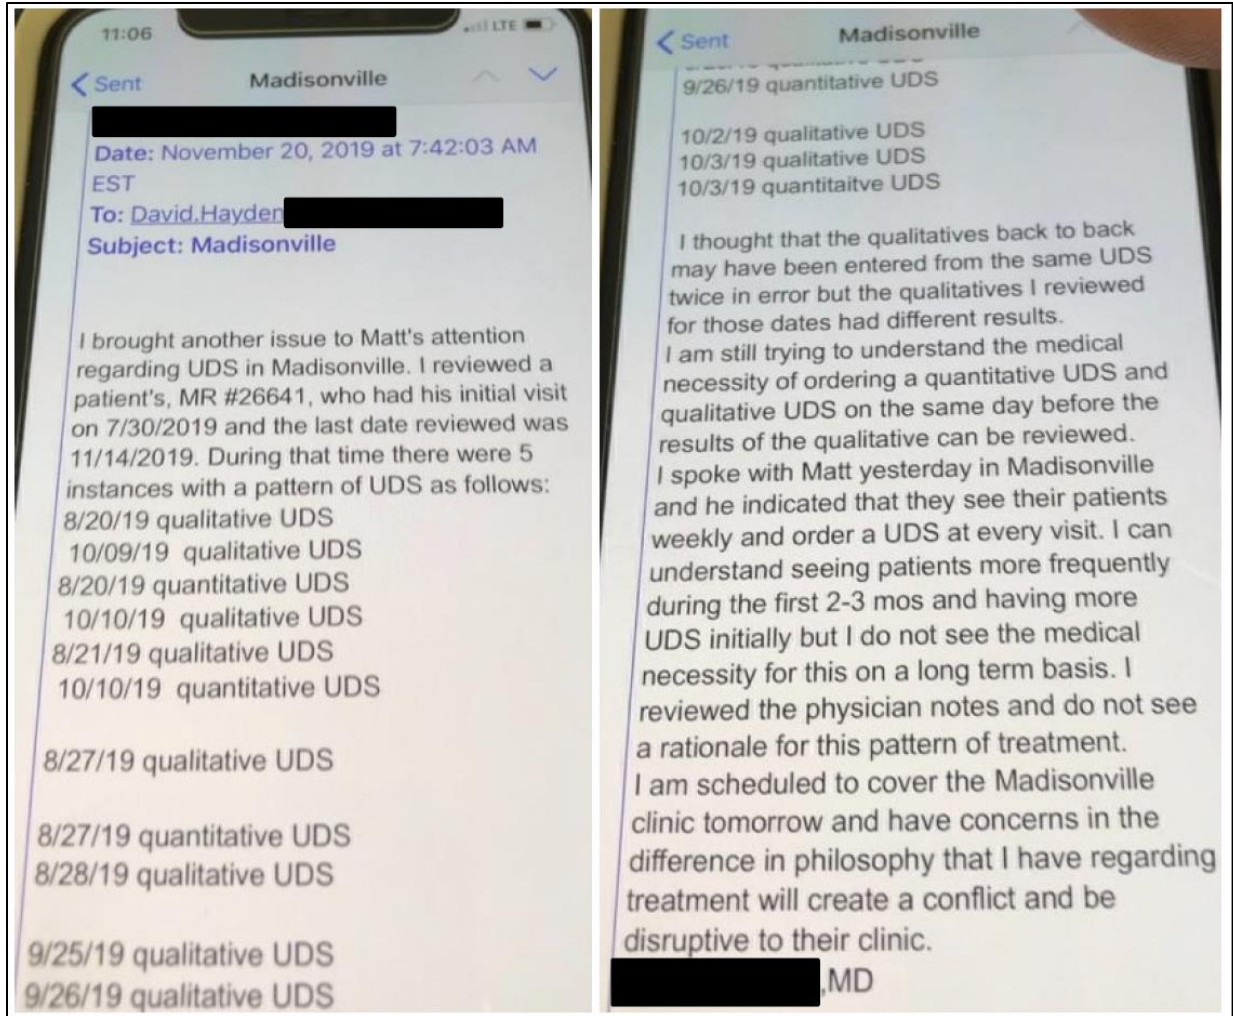 11:06
LTE
Sent
Madisonville
Date: November 20, 2019 at 7:42:03 AM
EST
To: David.Hayden
Subject: Madisonville
I brought another issue to Matt's attention
regarding UDS in Madisonville. I reviewed a
patient's, MR #26641, who had his initial visit
on 7/30/2019 and the last date reviewed was
11/14/2019. During that time there were 5
instances with a pattern of UDS as follows:
8/20/19 qualitative UDS
10/09/19 qualitative UDS
8/20/19 quantitative UDS
10/10/19 qualitative UDS
8/21/19 qualitative UDS
10/10/19 quantitative UDS
8/27/19 qualitative UDS
8/27/19 quantitative UDS
8/28/19 qualitative UDS
9/25/19 qualitative UDS
9/26/19 qualitative UDS
Sent
Madisonville
9/26/19 quantitative UDS
10/2/19 qualitative UDS
10/3/19 qualitative UDS
10/3/19 quantitaitve UDS
I thought that the qualitatives back to back
may have been entered from the same UDS
twice in error but the qualitatives I reviewed
for those dates had different results.
I am still trying to understand the medical
necessity of ordering a quantitative UDS and
qualitative UDS on the same day before the
results of the qualitative can be reviewed.
I spoke with Matt yesterday in Madisonville
and he indicated that they see their patients
weekly and order a UDS at every visit. I can
understand seeing patients more frequently
during the first 2-3 mos and having more
UDS initially but I do not see the medical
necessity for this on a long term basis. I
reviewed the physician notes and do not see
a rationale for this pattern of treatment.
I am scheduled to cover the Madisonville
clinic tomorrow and have concerns in the
difference in philosophy that I have regarding
treatment will create a conflict and be
disruptive to their clinic.
,MD